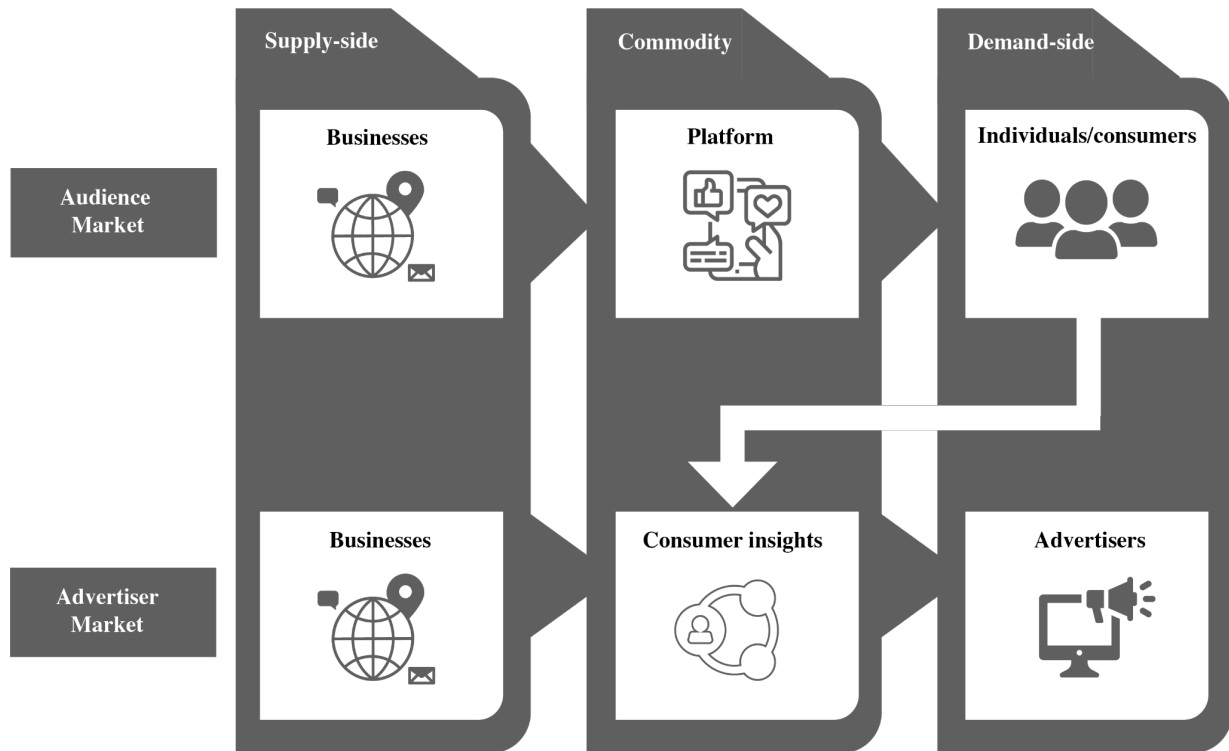 Supply-side
Commodity
Demand-side
Audience
Market
Businesses
Platform
Individuals/consumers
Advertiser
Market
Businesses
Consumer insights
Advertisers